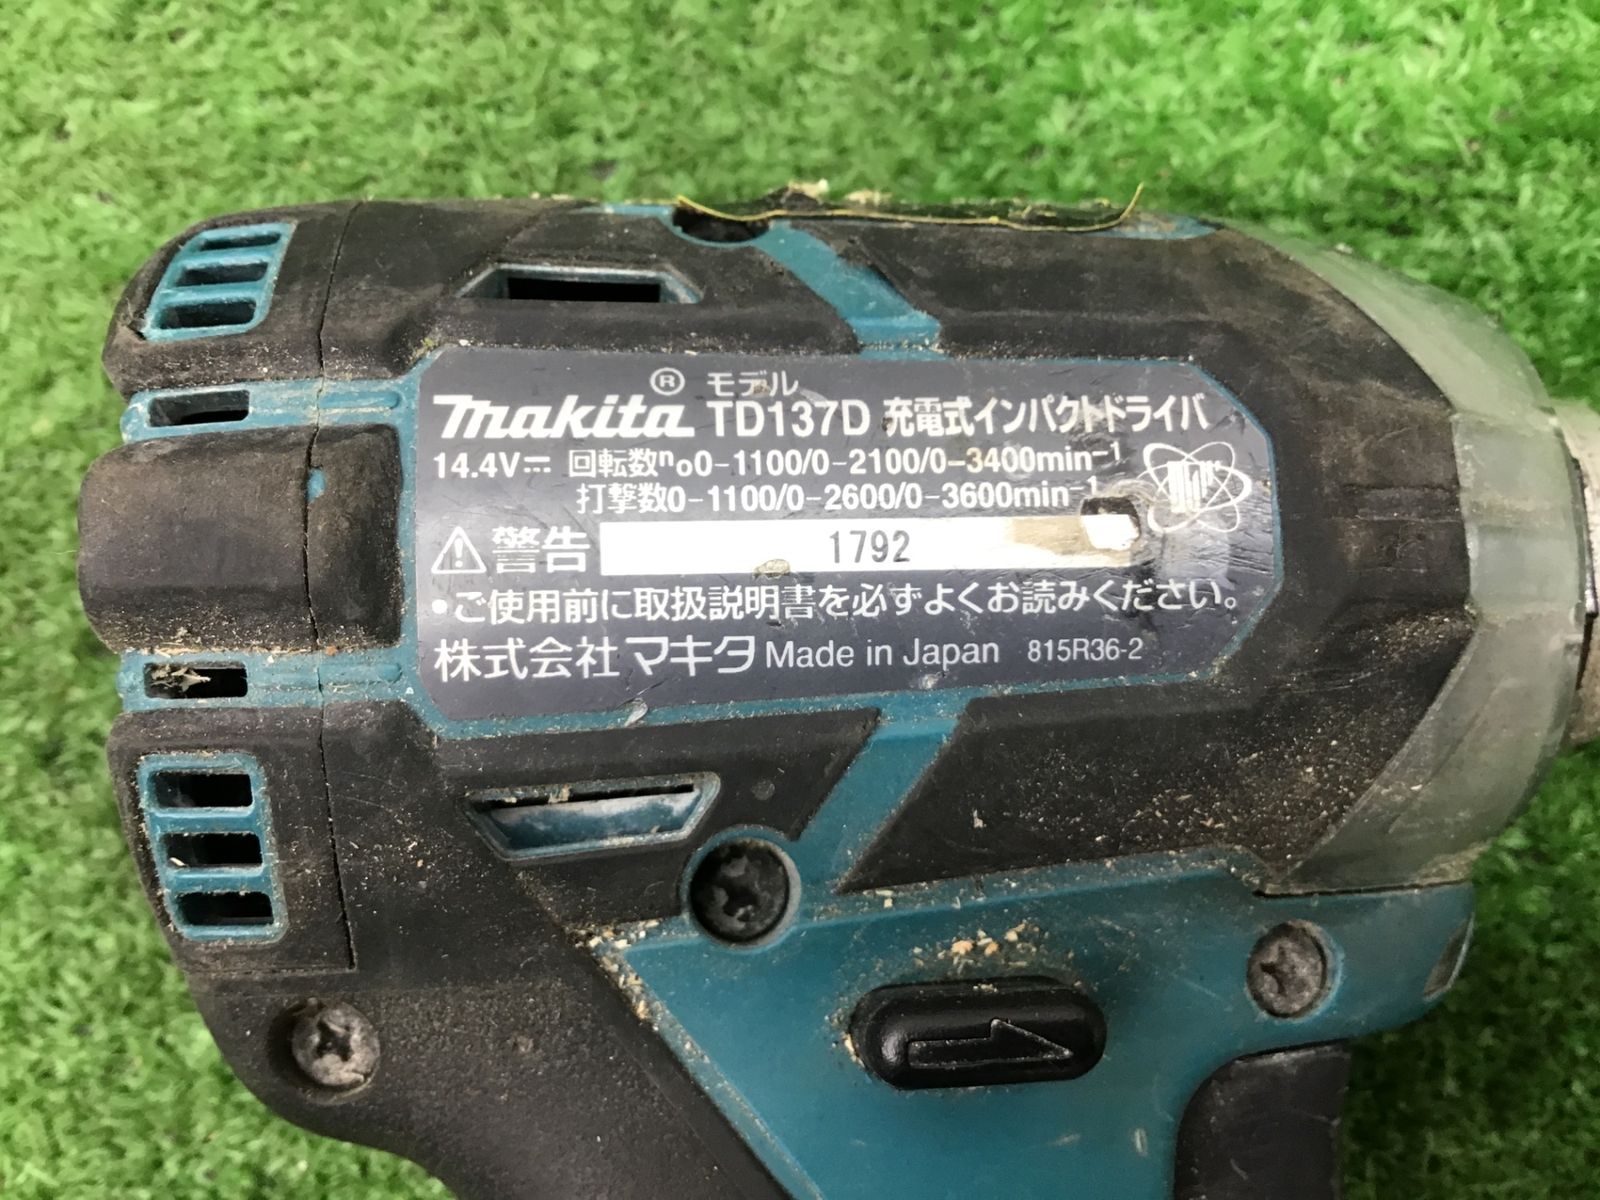 makita® モデル TD137D 充電式インパクトドライバ
14.4V⎓ 回転数n₀0-1100/0-2100/0-3400min⁻¹
打撃数0-1100/0-2600/0-3600min⁻¹
⚠警告 1792
•ご使用前に取扱説明書を必ずよくお読みください。
株式会社マキタ Made in Japan 815R36-2